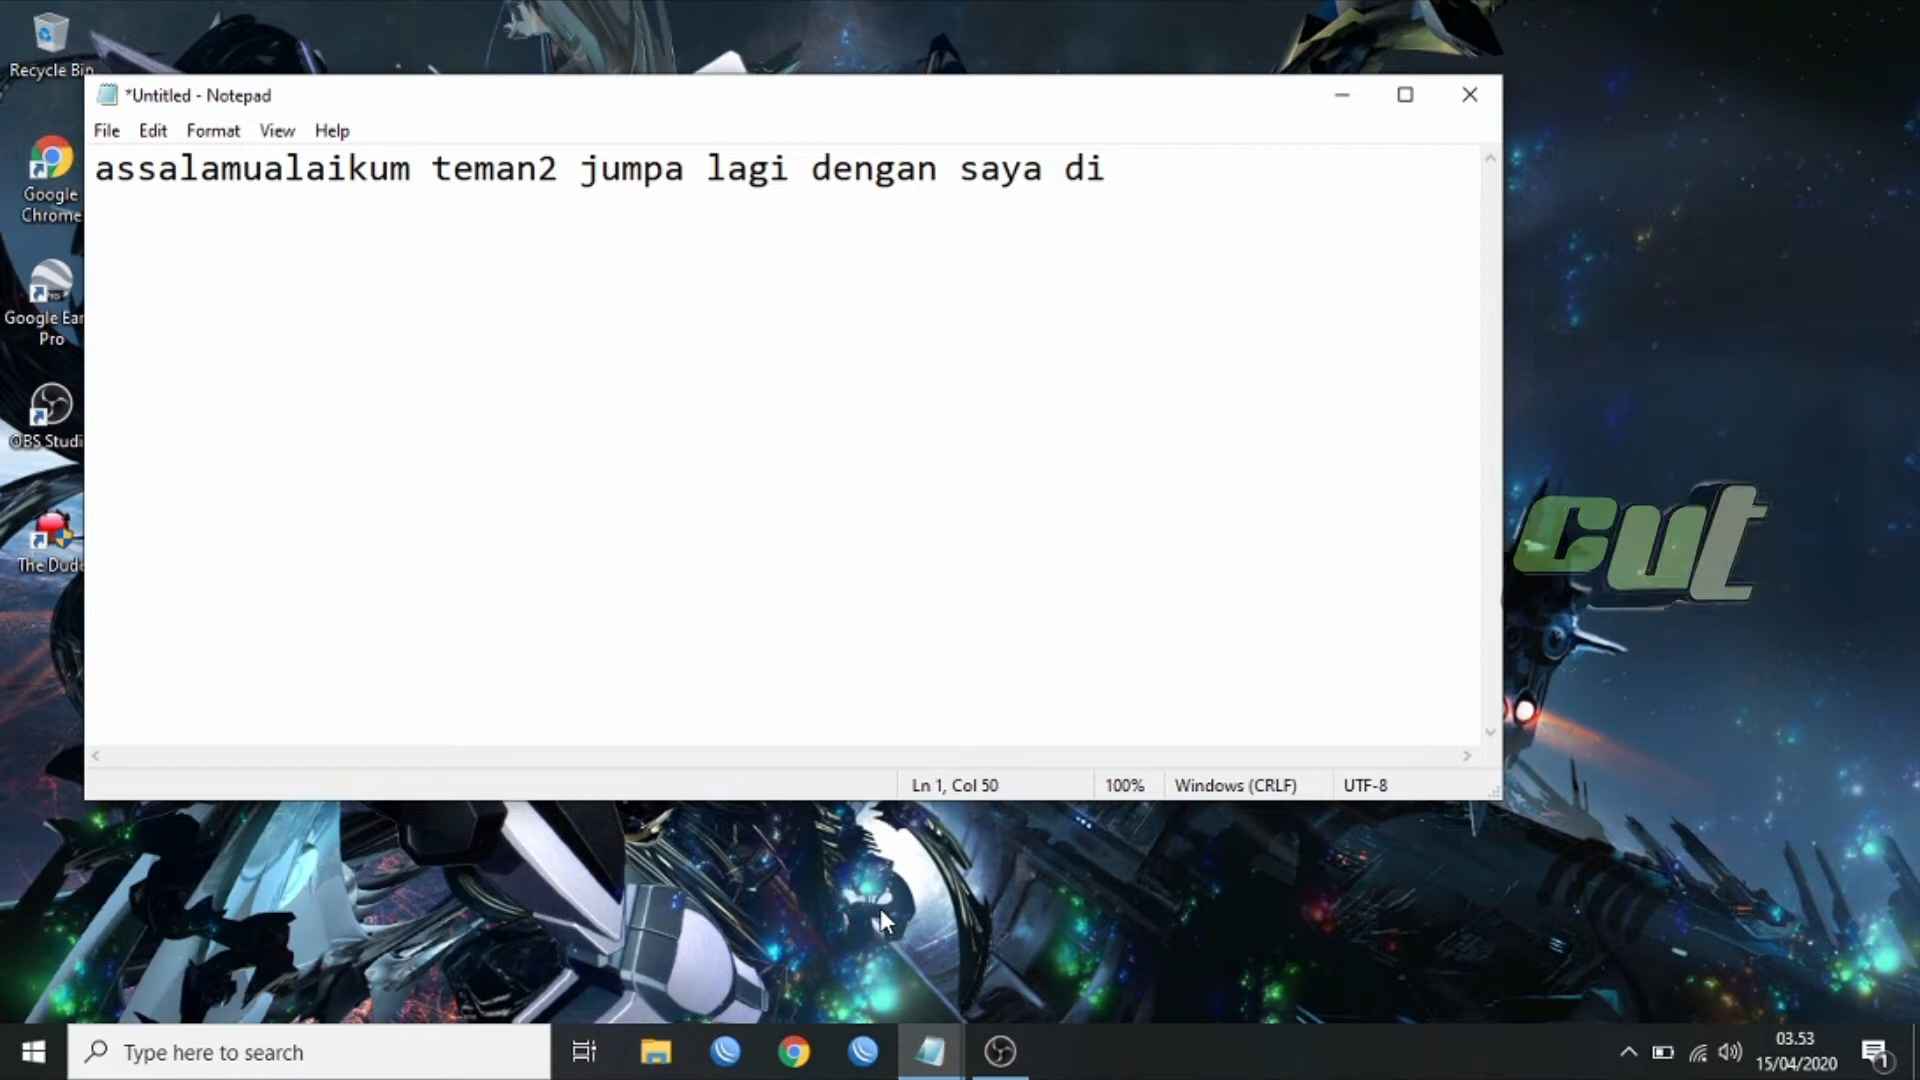 Recycle Bin
*Untitled - Notepad
File Edit Format View Help
assalamualaikum teman2 jumpa lagi dengan saya di
Google
Chrome
Google Ear
Pro
OBS Studi
The Dude
cut
Ln 1, Col 50
100%
Windows (CRLF)
UTF-8
Type here to search
03.53
15/04/2020
1